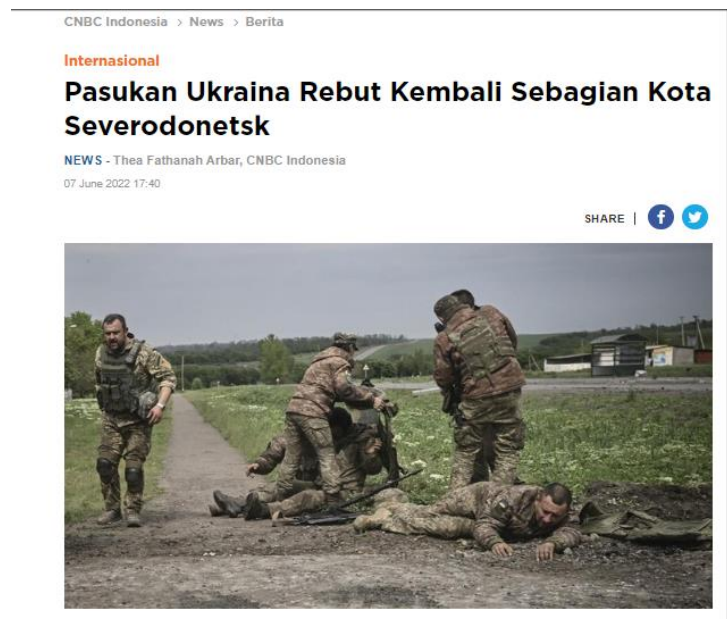 CNBC Indonesia > News > Berita
Internasional
Pasukan Ukraina Rebut Kembali Sebagian Kota
Severodonetsk
NEWS - Thea Fathanah Arbar, CNBC Indonesia
07 June 2022 17:40
SHARE |